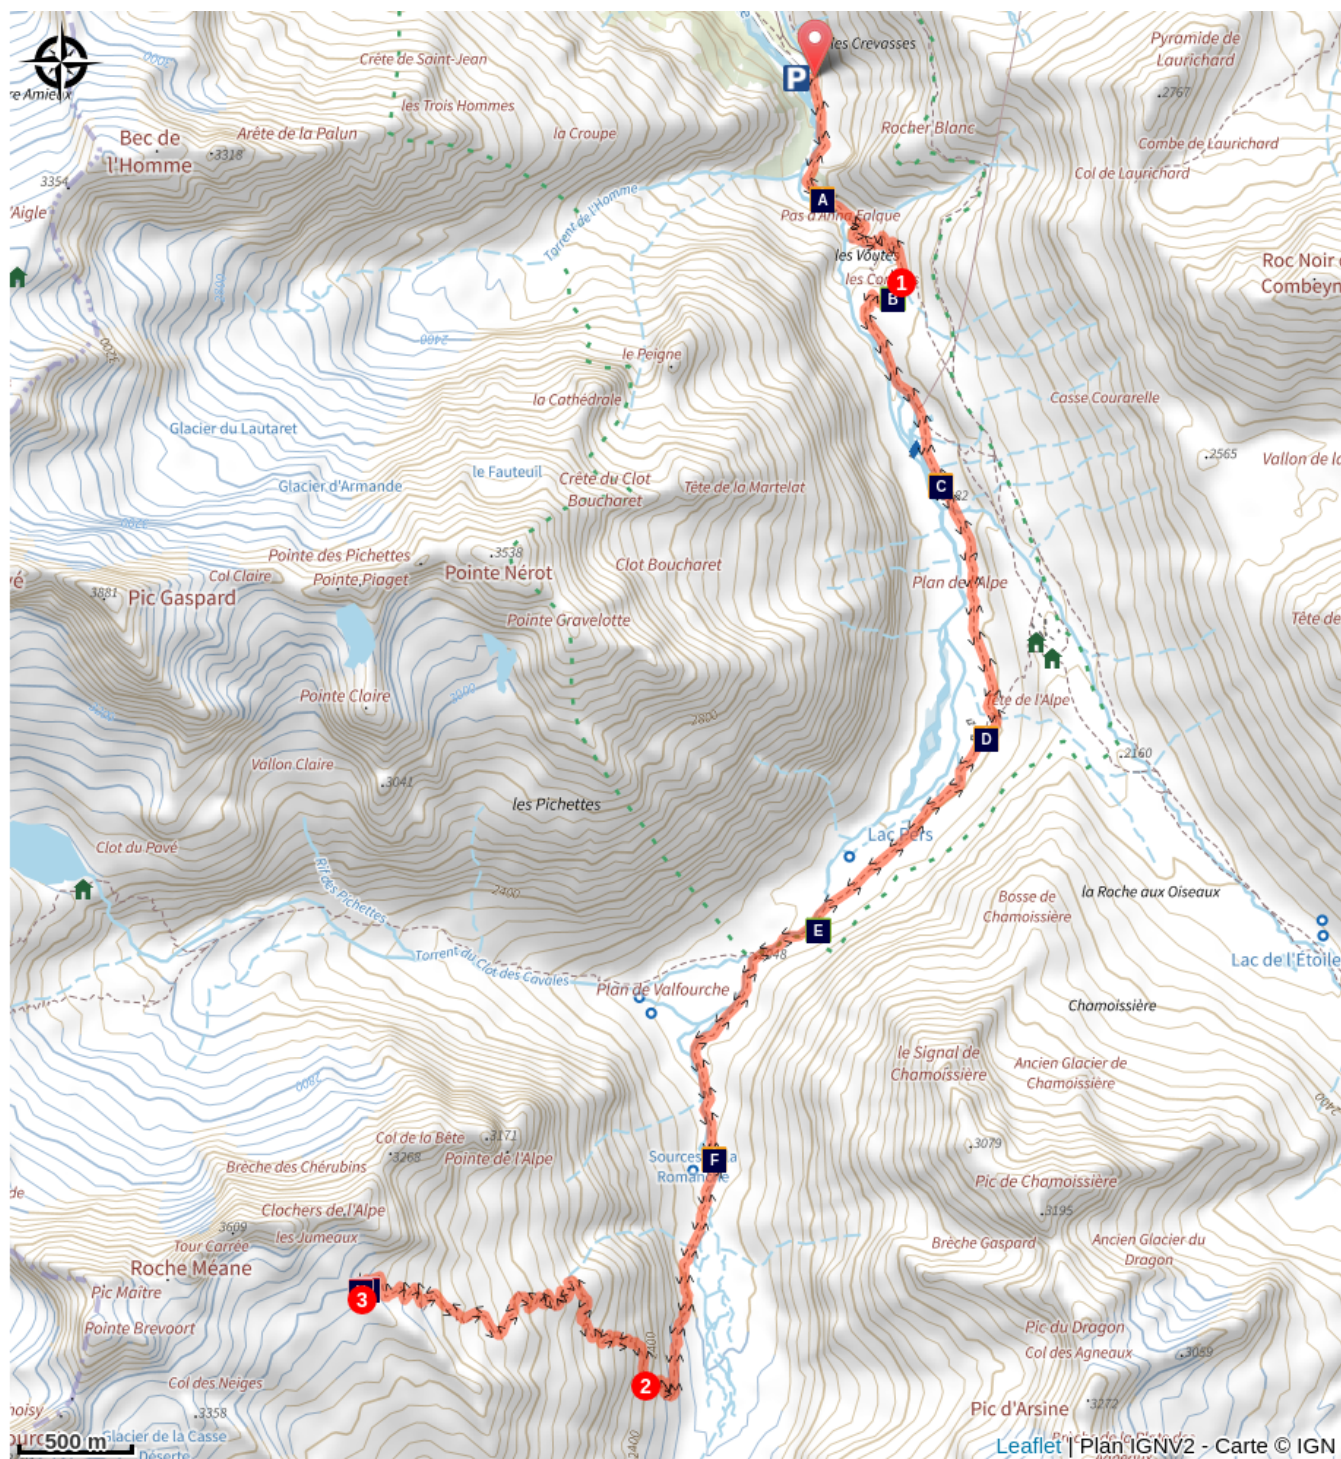 les Crevasses
Pyramide de
Laurichard
2767
Crête de Saint-Jean
les Trois Hommes
P
Bec de
l'Homme
Arête de la Palun
3318
la Croupe
Rocher Blanc
Combe de Laurichard
Col de Laurichard
3354
Torrent de l'Homme
A
Pas d'Anna Falque
les Voûtes
1
B
Roc Noir
le Peigne
la Cathédrale
2400
Casse Courarelle
Glacier du Lautaret
2565
le Fauteuil
Glacier d'Armande
Crête du Clot
Boucharet
Tête de la Martelat
C
Pointe des Pichettes
3538
Pointe Nérot
Clot Boucharet
Col Claire
Pointe Piaget
3881
Pic Gaspard
Plan de l'Alpe
Pointe Gravelotte
Pointe Claire
3000
Tête de l'Alpe
2800
D
2160
Vallon Claire
3041
les Pichettes
Clot du Pavé
Lac Pers
Rif des Pichettes
2400
Bosse de
Chamoissière
la Roche aux Oiseaux
E
Torrent du Clot des Cavales
Lac de l'Étoile
Plan de Valfourche
Chamoissière
le Signal de
Chamoissière
Ancien Glacier de
Chamoissière
2800
2400
Col de la Bête
3171
3268
Pointe de l'Alpe
3079
Brèche des Chérubins
F
Pic de Chamoissière
3195
Clochers de l'Alpe
3609
les Jumeaux
Tour Carrée
Roche Méane
Brèche Gaspard
Ancien Glacier du
Dragon
Pic Maître
3
Pointe Brevoort
Pic du Dragon
Col des Agneaux
3059
2400
Col des Neiges
2
3358
3272
Pic d'Arsine
Glacier de la Casse
Déserte
2400
500 m
Leaflet | Plan IGNV2 - Carte © IGN